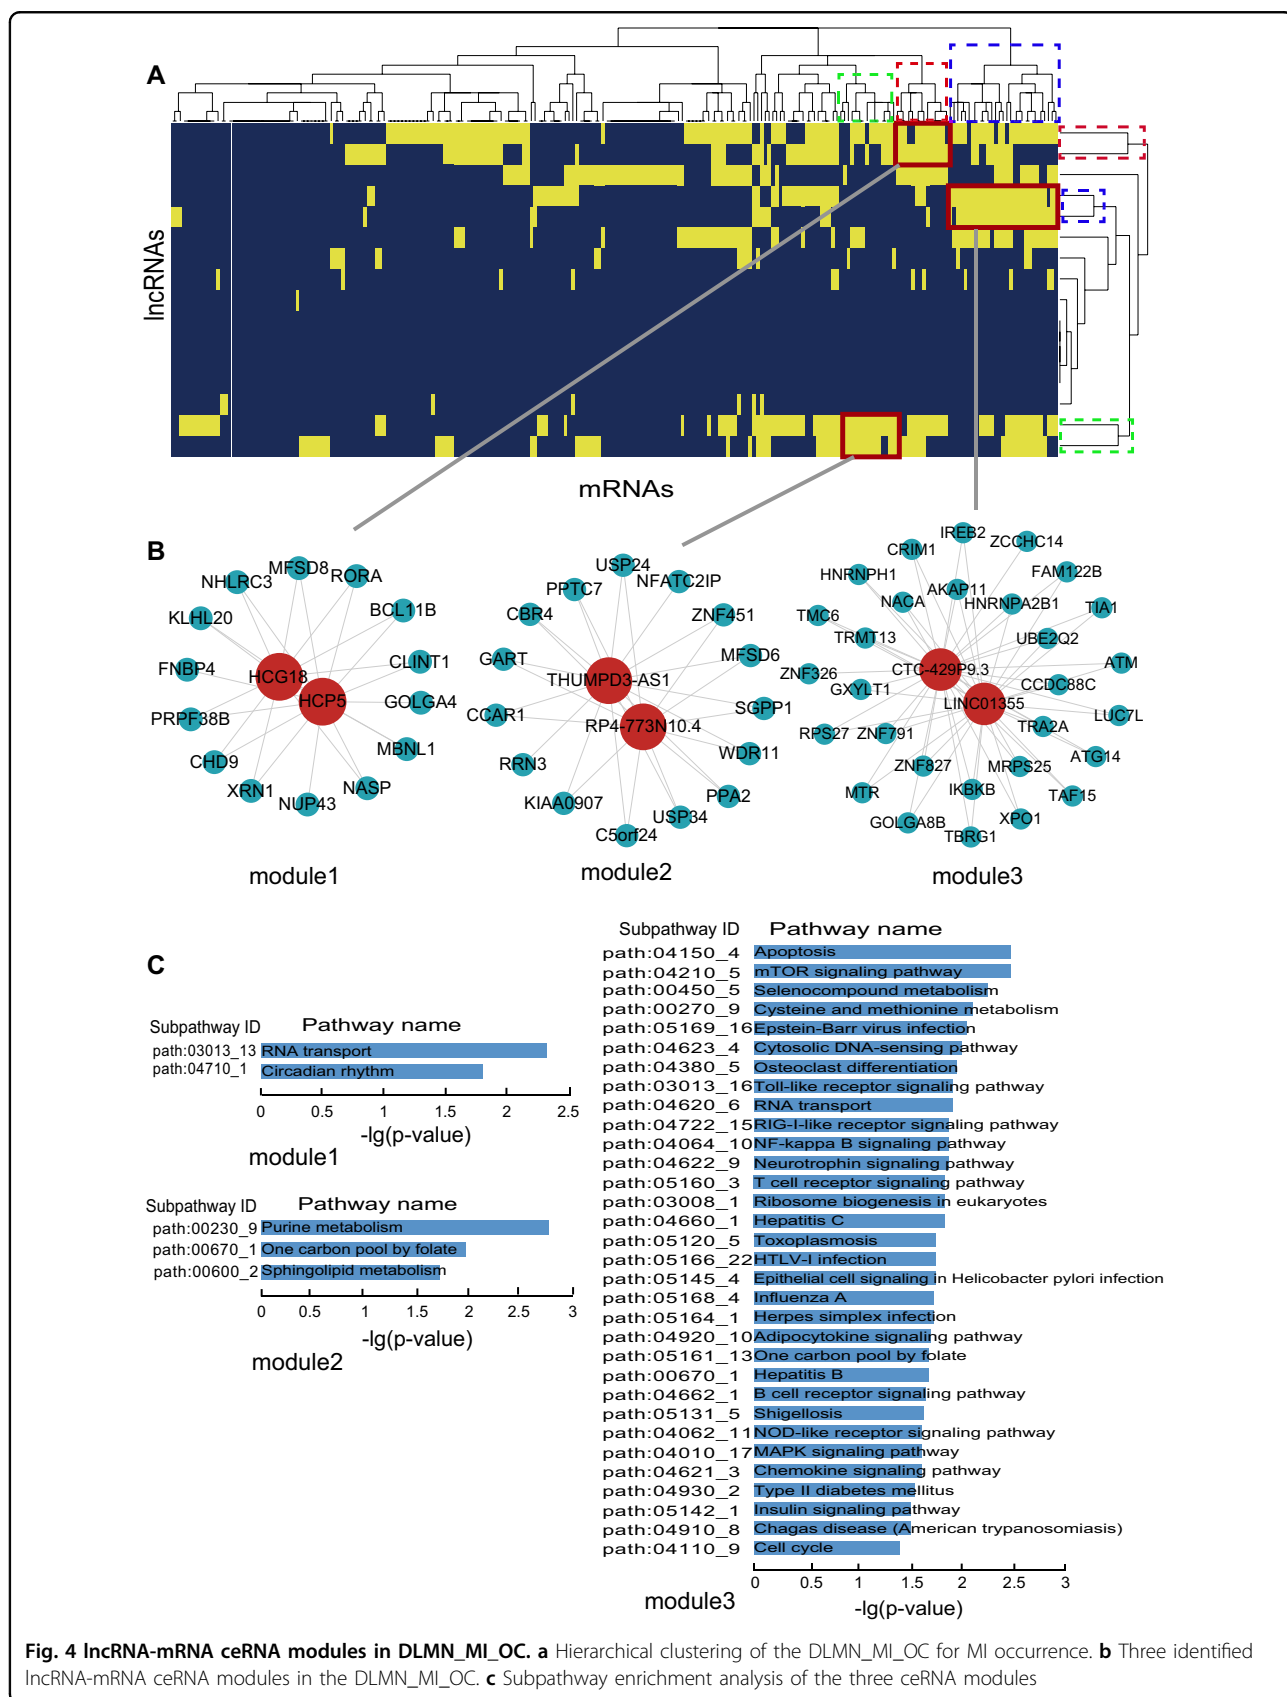 A
lncRNAs
mRNAs
B
MFSD8
NHLRC3
RORA
KLHL20
BCL11B
FNBP4
HCG18
CLINT1
HCP5
GOLGA4
PRPF38B
MBNL1
CHD9
XRN1
NASP
NUP43
module1
USP24
PPTC7
NFATC2IP
CBR4
ZNF451
GART
MFSD6
THUMPD3-AS1
CCAR1
SGPP1
RP4-773N10.4
RRN3
WDR11
KIAA0907
PPA2
USP34
C5orf24
module2
IREB2
CRIM1
ZCCHC14
HNRNPH1
AKAP11
FAM122B
NACA
HNRNPA2B1
TMC6
TIA1
TRMT13
UBE2Q2
ZNF326
CTC-429P9.3
ATM
GXYLT1
CCDC88C
LINC01355
LUC7L
RPS27
ZNF791
TRA2A
ATG14
ZNF827
MRPS25
MTR
IKBKB
TAF15
GOLGA8B
XPO1
TBRG1
module3
C
Subpathway ID Pathway name
path:03013_13 RNA transport
path:04710_1 Circadian rhythm
0 0.5 1 1.5 2 2.5
-lg(p-value)
module1
Subpathway ID Pathway name
path:00230_9 Purine metabolism
path:00670_1 One carbon pool by folate
path:00600_2 Sphingolipid metabolism
0 0.5 1 1.5 2 2.5 3
-lg(p-value)
module2
Subpathway ID Pathway name
path:04150_4 Apoptosis
path:04210_5 mTOR signaling pathway
path:00450_5 Selenocompound metabolism
path:00270_9 Cysteine and methionine metabolism
path:05169_16 Epstein-Barr virus infection
path:04623_4 Cytosolic DNA-sensing pathway
path:04380_5 Osteoclast differentiation
path:03013_16 Toll-like receptor signaling pathway
path:04620_6 RNA transport
path:04722_15 RIG-I-like receptor signaling pathway
path:04064_10 NF-kappa B signaling pathway
path:04622_9 Neurotrophin signaling pathway
path:05160_3 T cell receptor signaling pathway
path:03008_1 Ribosome biogenesis in eukaryotes
path:04660_1 Hepatitis C
path:05120_5 Toxoplasmosis
path:05166_22 HTLV-I infection
path:05145_4 Epithelial cell signaling in Helicobacter pylori infection
path:05168_4 Influenza A
path:05164_1 Herpes simplex infection
path:04920_10 Adipocytokine signaling pathway
path:05161_13 One carbon pool by folate
path:00670_1 Hepatitis B
path:04662_1 B cell receptor signaling pathway
path:05131_5 Shigellosis
path:04062_11 NOD-like receptor signaling pathway
path:04010_17 MAPK signaling pathway
path:04621_3 Chemokine signaling pathway
path:04930_2 Type II diabetes mellitus
path:05142_1 Insulin signaling pathway
path:04910_8 Chagas disease (American trypanosomiasis)
path:04110_9 Cell cycle
0 0.5 1 1.5 2 2.5 3
-lg(p-value)
module3
Fig. 4 lncRNA-mRNA ceRNA modules in DLMN_MI_OC. a Hierarchical clustering of the DLMN_MI_OC for MI occurrence. b Three identified
lncRNA-mRNA ceRNA modules in the DLMN_MI_OC. c Subpathway enrichment analysis of the three ceRNA modules